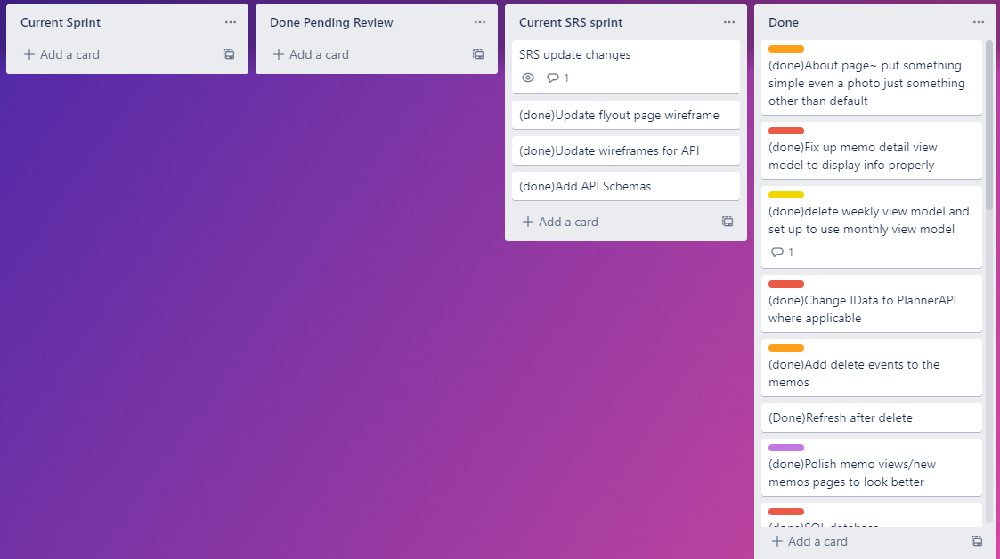 Current Sprint
Add a card
Done Pending Review
Add a card
Current SRS sprint
SRS update changes
1
(done)Update flyout page wireframe
(done)Update wireframes for API
(done)Add API Schemas
Add a card
Done
(done)About page~ put something
simple even a photo just something
other than default
(done)Fix up memo detail view
model to display info properly
(done)delete weekly view model and
set up to use monthly view model
1
(done)Change IData to PlannerAPI
where applicable
(done)Add delete events to the
memos
(Done)Refresh after delete
(done)Polish memo views/new
memos pages to look better
(done)SQL database
Add a card